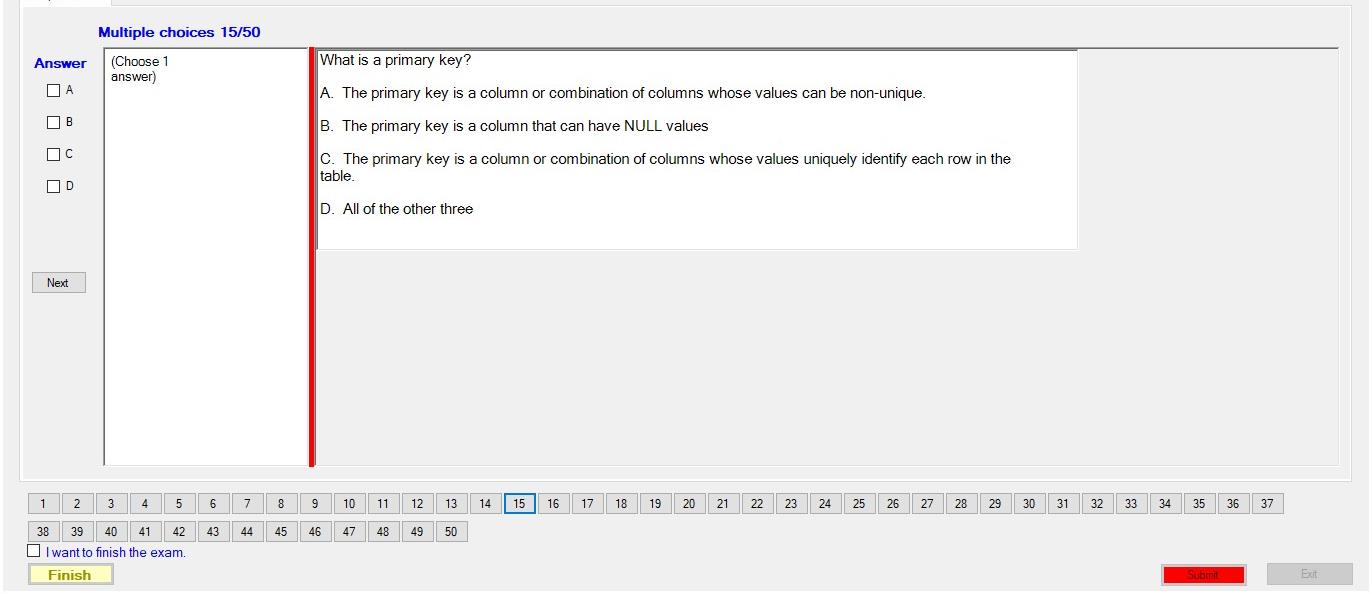 Multiple choices 15/50
Answer
A
B
C
D
Next
(Choose 1
answer)
What is a primary key?
A. The primary key is a column or combination of columns whose values can be non-unique.
B. The primary key is a column that can have NULL values
C. The primary key is a column or combination of columns whose values uniquely identify each row in the
table.
D. All of the other three
1 2 3 4 5 6 7 8 9 10 11 12 13 14 15 16 17 18 19 20 21 22 23 24 25 26 27 28 29 30 31 32 33 34 35 36 37
38 39 40 41 42 43 44 45 46 47 48 49 50
I want to finish the exam.
Finish
Submit
Exit